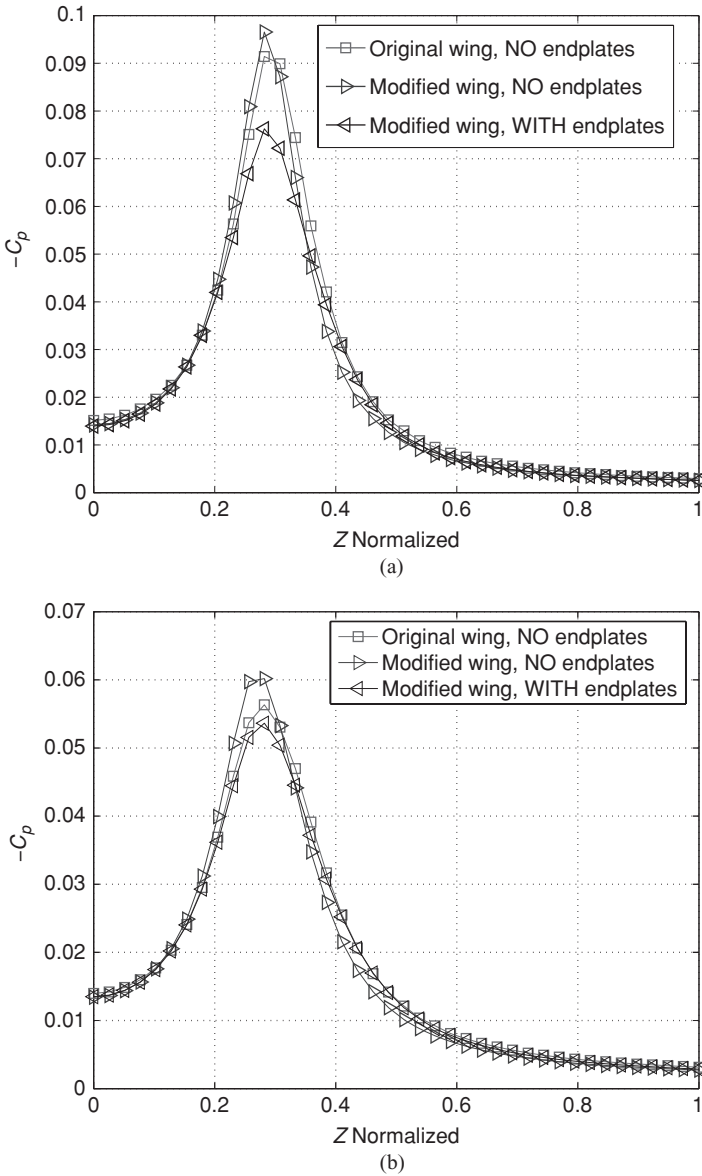 0.1
0.09
0.08
0.07
0.06
0.05
0.04
0.03
0.02
0.01
0
−Cp
Original wing, NO endplates
Modified wing, NO endplates
Modified wing, WITH endplates
0 0.2 0.4 0.6 0.8 1
Z Normalized
(a)
0.07
0.06
0.05
0.04
0.03
0.02
0.01
0
−Cp
Original wing, NO endplates
Modified wing, NO endplates
Modified wing, WITH endplates
0 0.2 0.4 0.6 0.8 1
Z Normalized
(b)